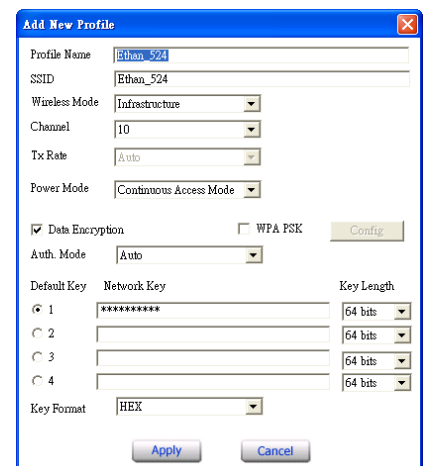 Add New Profile
Profile Name Ethan_524
SSID Ethan_524
Wireless Mode Infrastructure
Channel 10
Tx Rate Auto
Power Mode Continuous Access Mode
Data Encryption WPA PSK Config
Auth. Mode Auto
Default Key Network Key Key Length
1 ********** 64 bits
2 64 bits
3 64 bits
4 64 bits
Key Format HEX
Apply Cancel